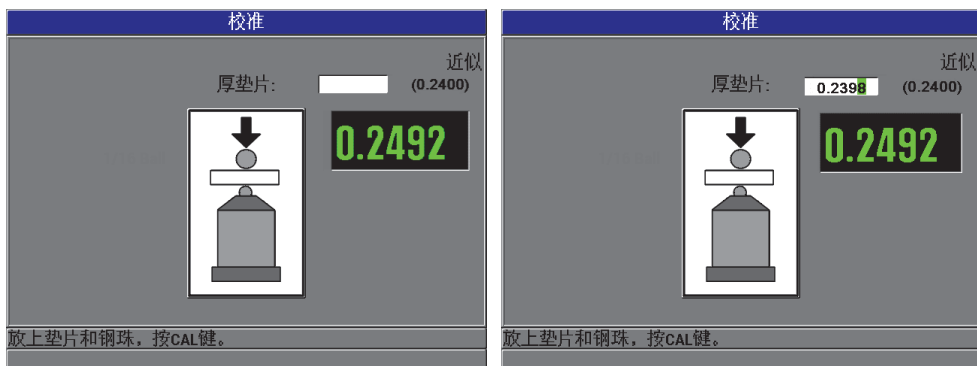 校准
近似
厚垫片:
(0.2400)
0.2492
放上垫片和钢珠，按CAL键。
校准
近似
厚垫片:
0.2398
(0.2400)
0.2492
放上垫片和钢珠，按CAL键。